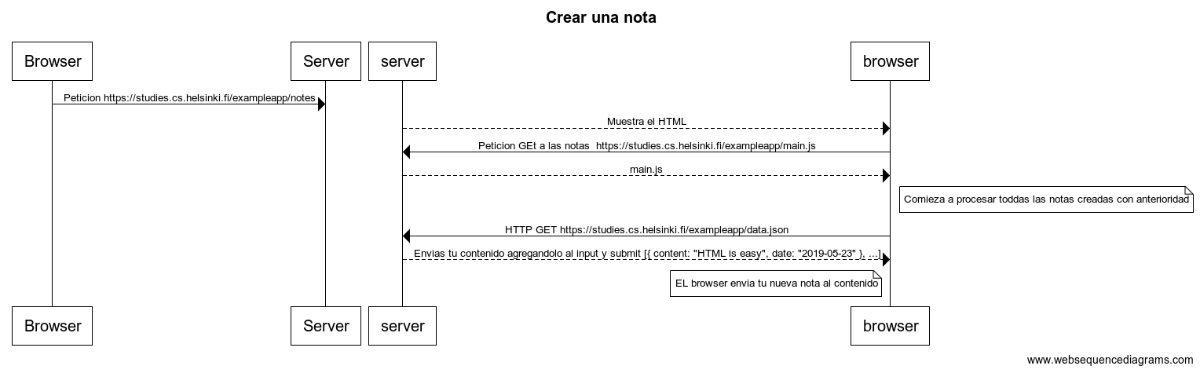 Crear una nota
Browser
Server
server
browser
Peticion https://studies.cs.helsinki.fi/exampleapp/notes
Muestra el HTML
Peticion GEt a las notas  https://studies.cs.helsinki.fi/exampleapp/main.js
main.js
Comieza a procesar toddas las notas creadas con anterioridad
HTTP GET https://studies.cs.helsinki.fi/exampleapp/data.json
Envias tu contenido agregandolo al input y submit [{ content: "HTML is easy", date: "2019-05-23" }, ...]
EL browser envia tu nueva nota al contenido
Browser
Server
server
browser
www.websequencediagrams.com